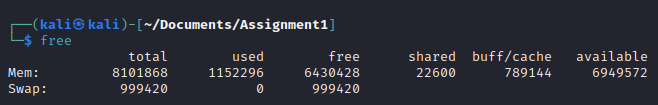 ┌──(kali㉿kali)-[~/Documents/Assignment1]
└─$ free
               total        used        free      shared  buff/cache   available
Mem:         8101868     1152296     6430428       22600      789144     6949572
Swap:         999420           0      999420